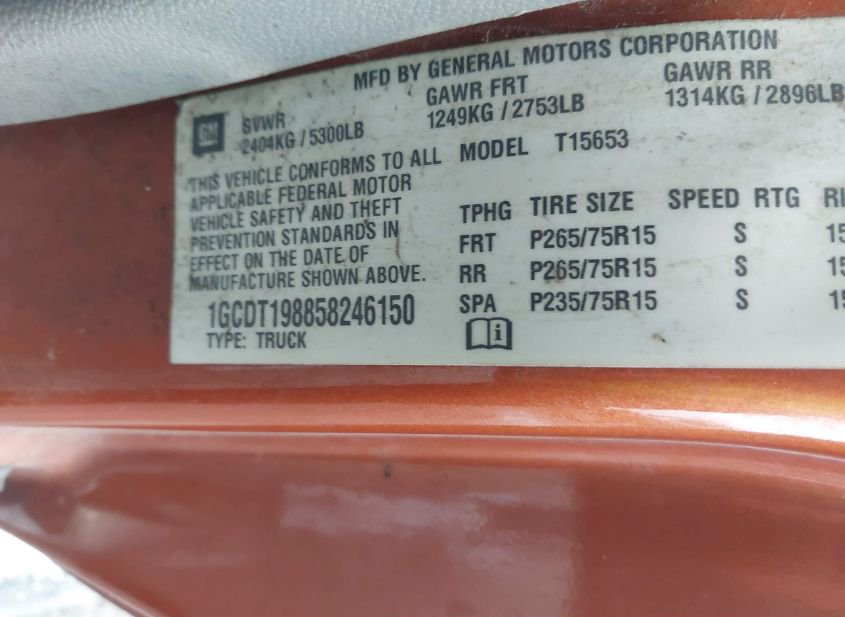 MFD BY GENERAL MOTORS CORPORATION
GM
GVWR GAWR FRT GAWR RR
2404KG / 5300LB 1249KG / 2753LB 1314KG / 2896LB
THIS VEHICLE CONFORMS TO ALL
APPLICABLE FEDERAL MOTOR
VEHICLE SAFETY AND THEFT
PREVENTION STANDARDS IN
EFFECT ON THE DATE OF
MANUFACTURE SHOWN ABOVE.
1GCDT198858246150
TYPE: TRUCK
MODEL T15653
TPHG TIRE SIZE SPEED RTG
FRT P265/75R15 S 15
RR P265/75R15 S 15
SPA P235/75R15 S 15
i